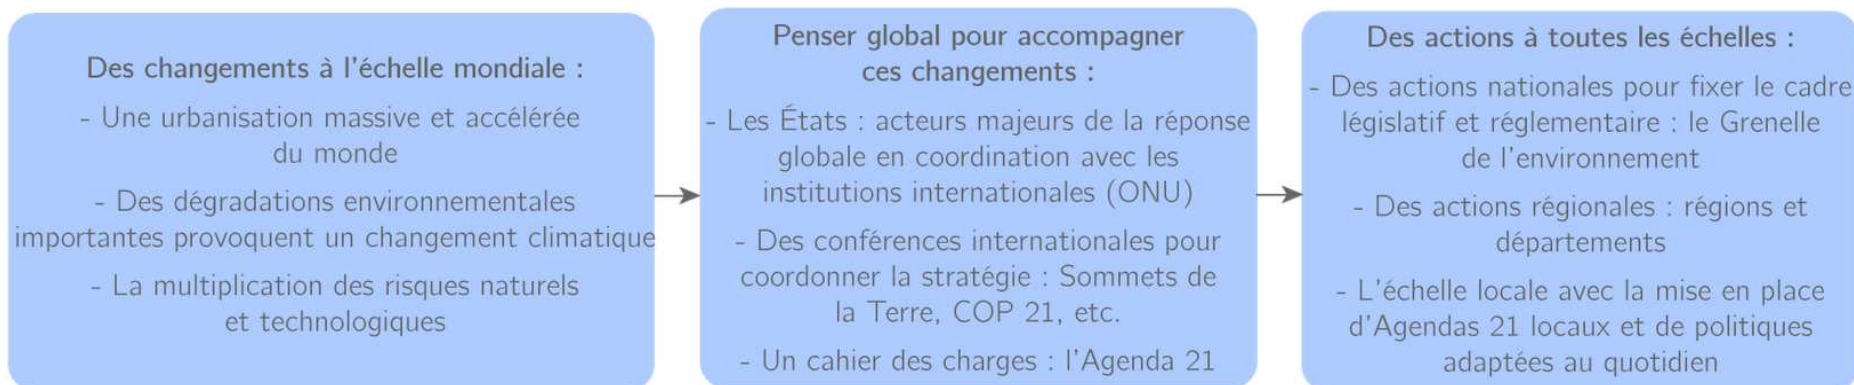 Des changements à l'échelle mondiale :
- Une urbanisation massive et accélérée
du monde
- Des dégradations environnementales
importantes provoquent un changement climatique
- La multiplication des risques naturels
et technologiques
Penser global pour accompagner
ces changements :
- Les États : acteurs majeurs de la réponse
globale en coordination avec les
institutions internationales (ONU)
- Des conférences internationales pour
coordonner la stratégie : Sommets de
la Terre, COP 21, etc.
- Un cahier des charges : l'Agenda 21
Des actions à toutes les échelles :
- Des actions nationales pour fixer le cadre
législatif et réglementaire : le Grenelle
de l'environnement
- Des actions régionales : régions et
départements
- L'échelle locale avec la mise en place
d'Agendas 21 locaux et de politiques
adaptées au quotidien